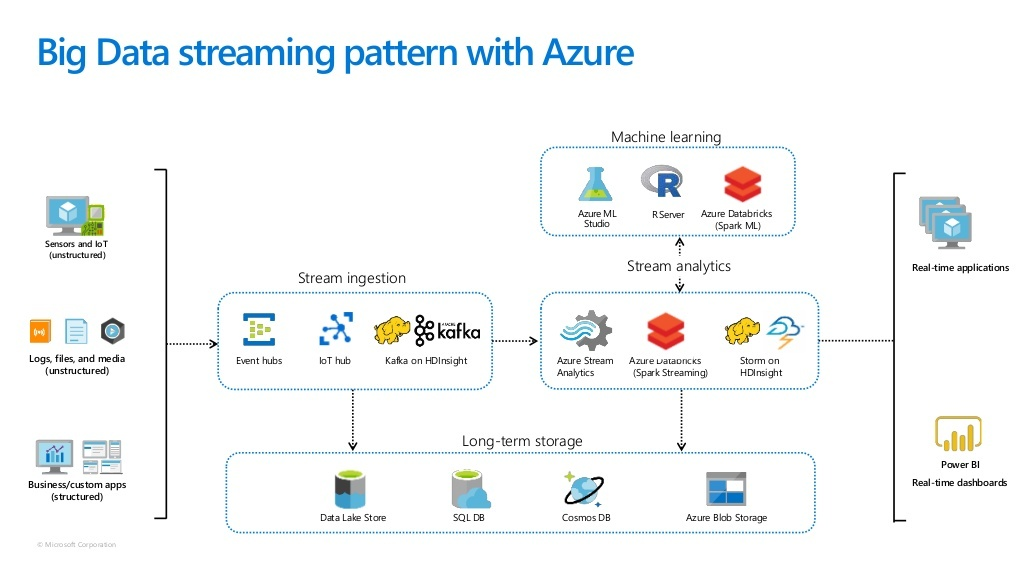 Big Data streaming pattern with Azure
Machine learning
Azure ML
Studio
R
R Server
Azure Databricks
(Spark ML)
Sensors and IoT
(unstructured)
Real-time applications
Stream ingestion
Stream analytics
Event hubs
IoT hub
kafka
Kafka on HDInsight
Azure Stream
Analytics
Azure Databricks
(Spark Streaming)
Storm on
HDInsight
Logs, files, and media
(unstructured)
Long-term storage
Data Lake Store
SQL DB
Cosmos DB
Azure Blob Storage
Business/custom apps
(structured)
Power BI
Real-time dashboards
© Microsoft Corporation